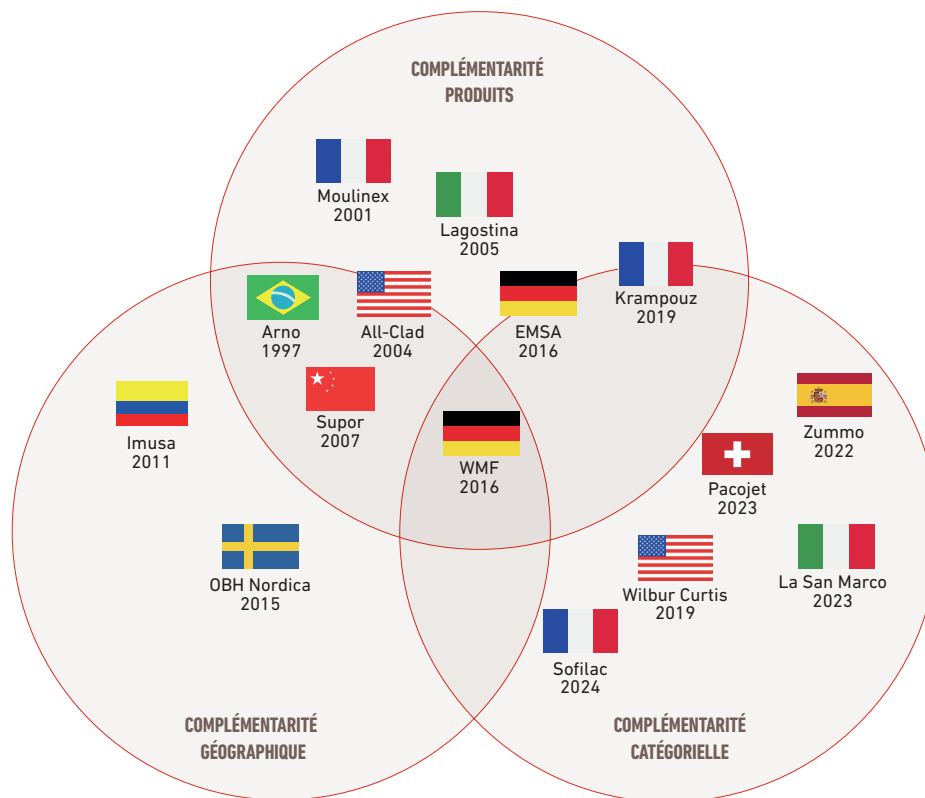 COMPLÉMENTARITÉ
PRODUITS
Moulinex
2001
Lagostina
2005
Arno
1997
All-Clad
2004
EMSA
2016
Krampouz
2019
Imusa
2011
Supor
2007
WMF
2016
Zummo
2022
Pacojet
2023
OBH Nordica
2015
Wilbur Curtis
2019
La San Marco
2023
Sofilac
2024
COMPLÉMENTARITÉ
GÉOGRAPHIQUE
COMPLÉMENTARITÉ
CATÉGORIELLE